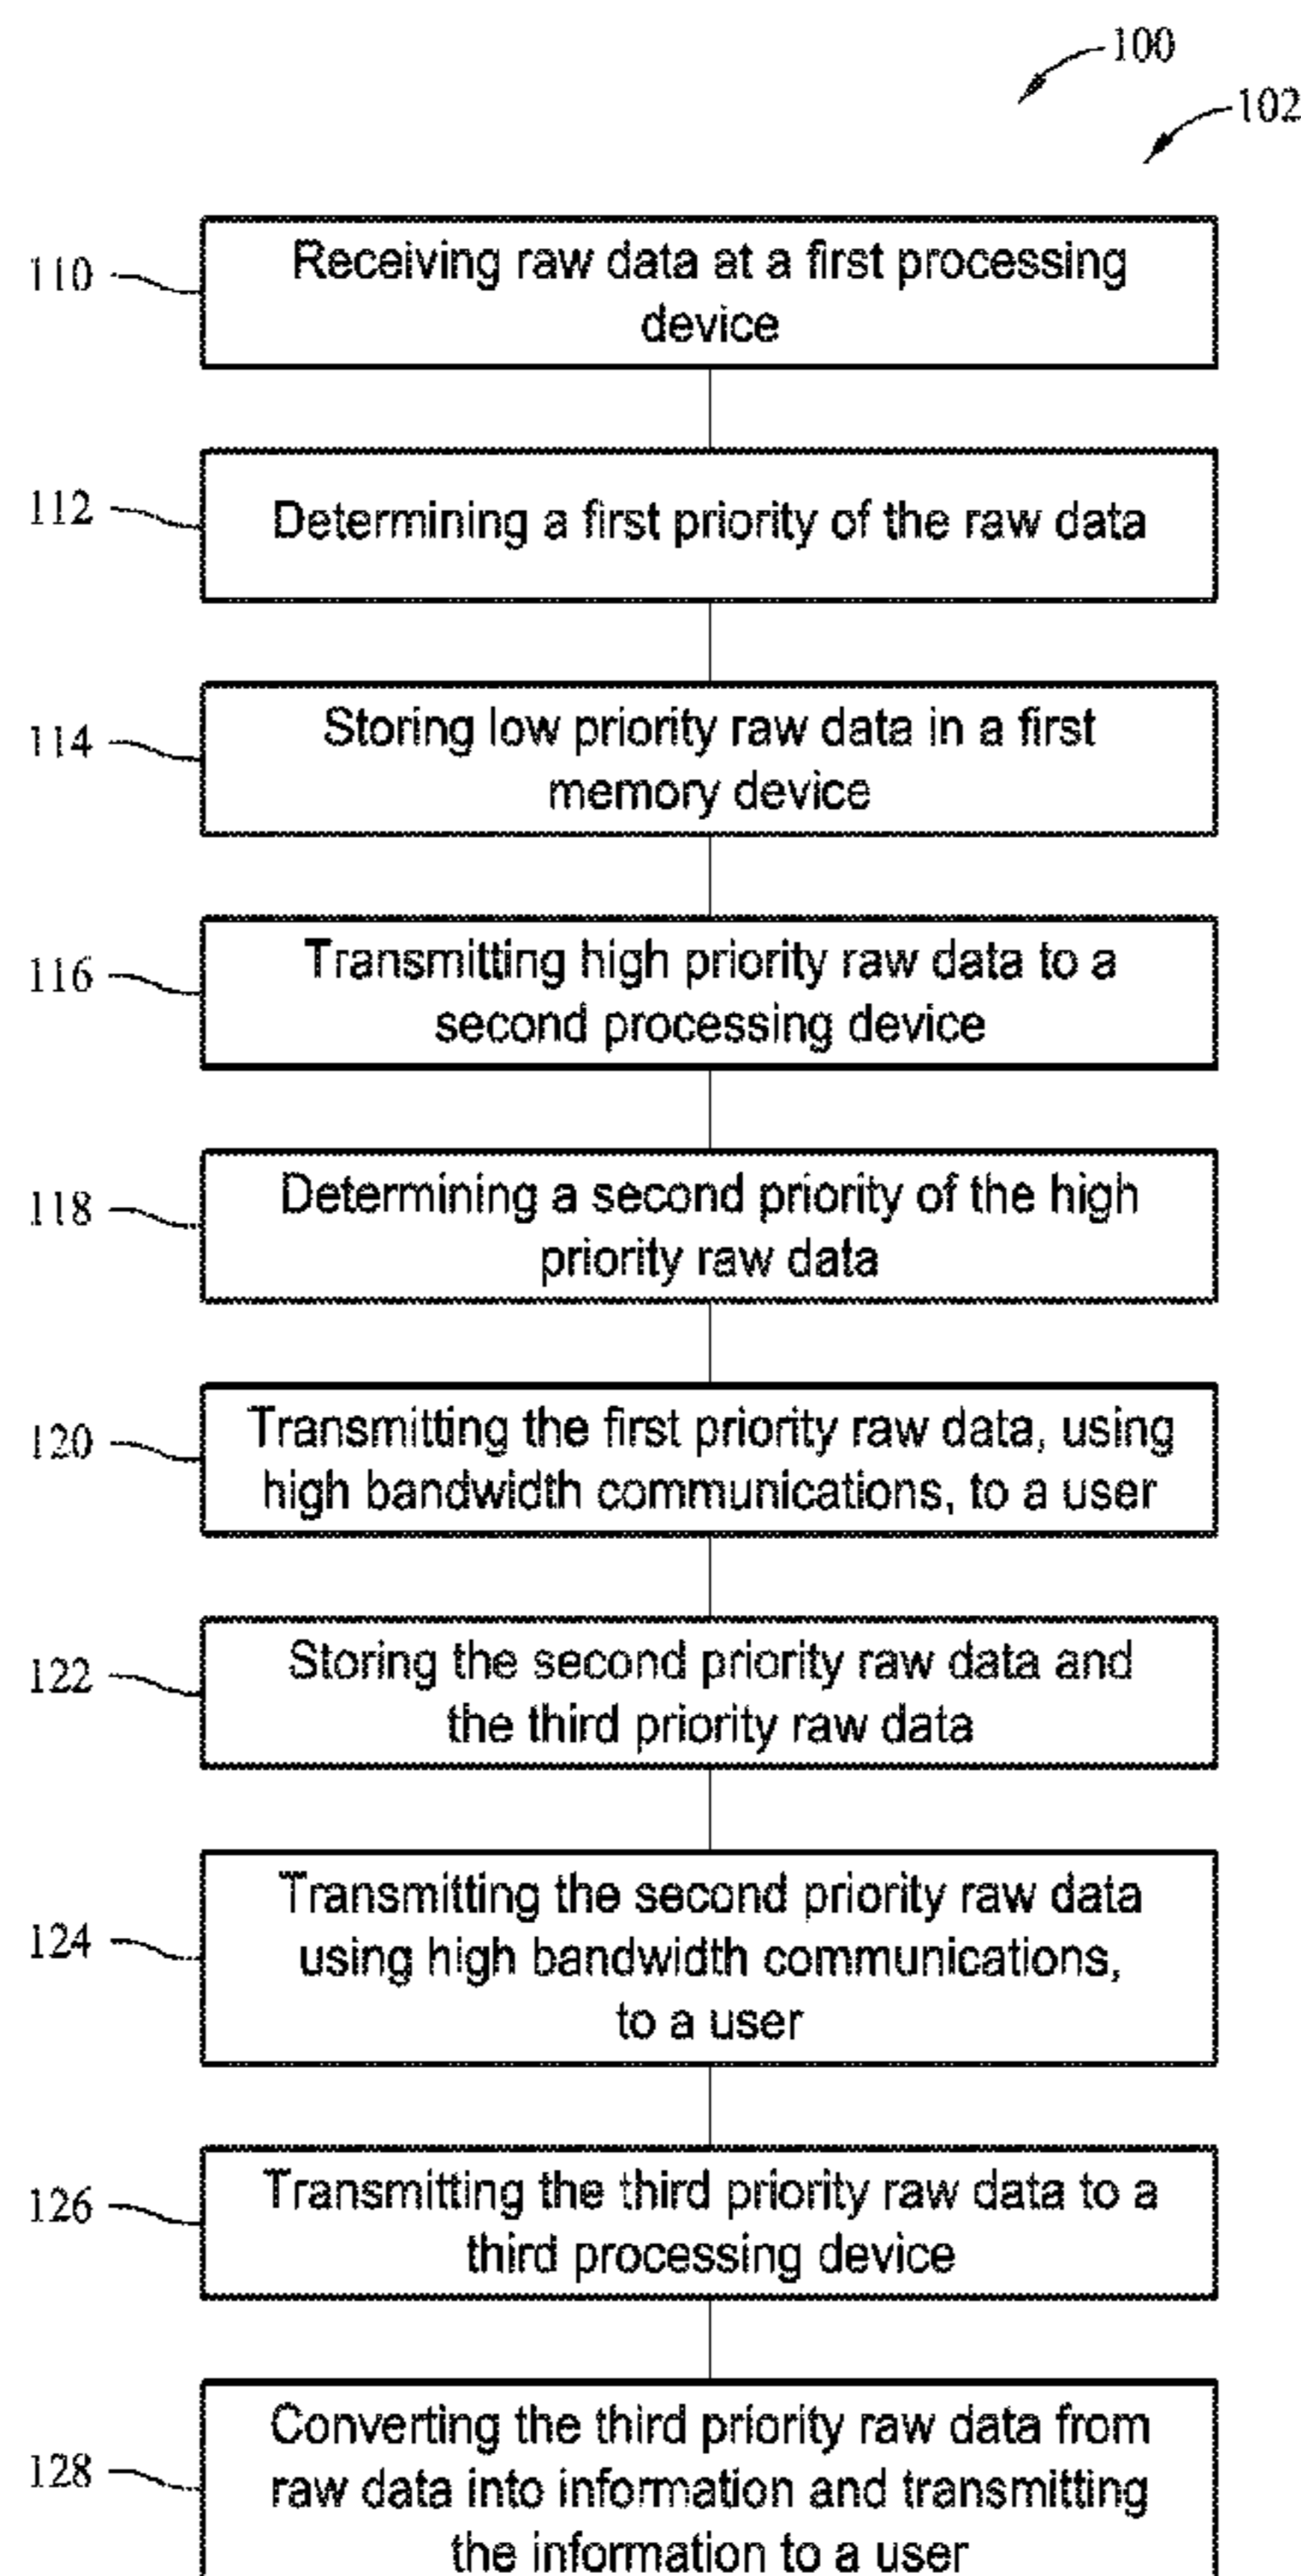 100
102
110
Receiving raw data at a first processing
device
112
Determining a first priority of the raw data
114
Storing low priority raw data in a first
memory device
116
Transmitting high priority raw data to a
second processing device
118
Determining a second priority of the high
priority raw data
120
Transmitting the first priority raw data, using
high bandwidth communications, to a user
122
Storing the second priority raw data and
the third priority raw data
124
Transmitting the second priority raw data
using high bandwidth communications,
to a user
126
Transmitting the third priority raw data to a
third processing device
128
Converting the third priority raw data from
raw data into information and transmitting
the information to a user